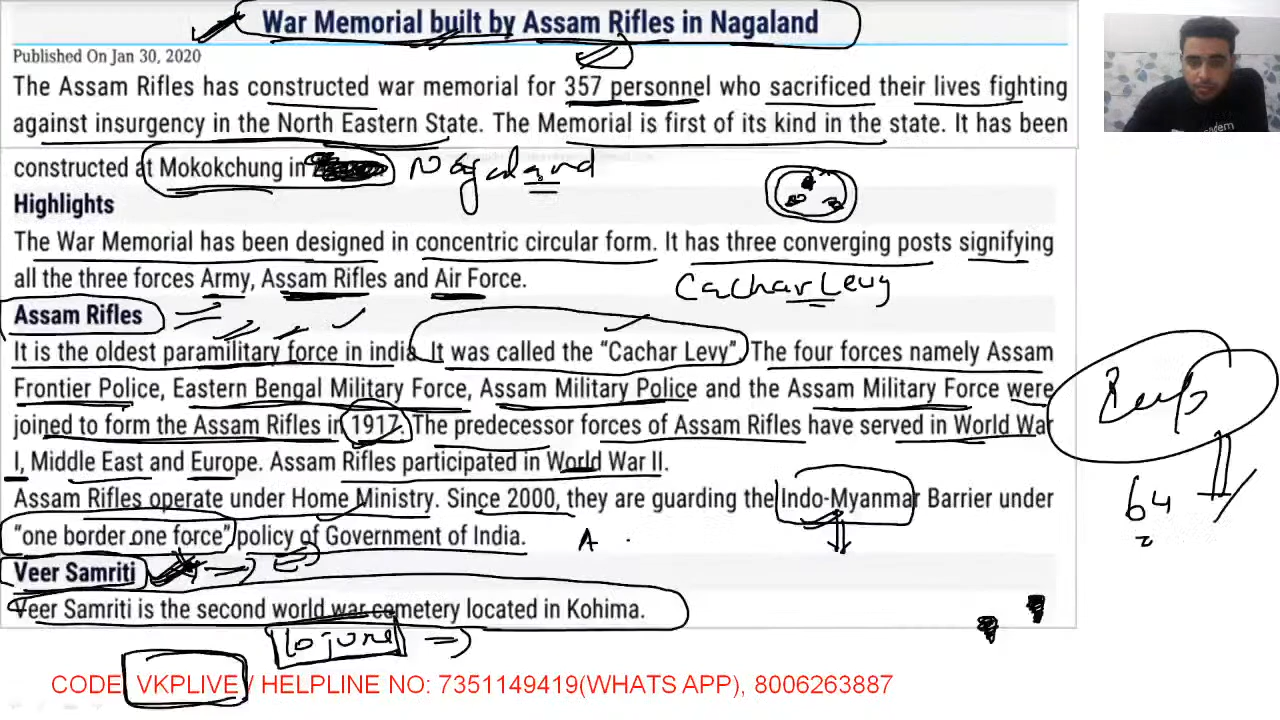 War Memorial built by Assam Rifles in Nagaland
Published On Jan 30, 2020
The Assam Rifles has constructed war memorial for 357 personnel who sacrificed their lives fighting
against insurgency in the North Eastern State. The Memorial is first of its kind in the state. It has been
constructed at Mokokchung in Nagaland
Highlights
The War Memorial has been designed in concentric circular form. It has three converging posts signifying
all the three forces Army, Assam Rifles and Air Force.
Cachar Levy
Assam Rifles
It is the oldest paramilitary force in india. It was called the “Cachar Levy”. The four forces namely Assam
Frontier Police, Eastern Bengal Military Force, Assam Military Police and the Assam Military Force were
joined to form the Assam Rifles in 1917. The predecessor forces of Assam Rifles have served in World War
I, Middle East and Europe. Assam Rifles participated in World War II.
Assam Rifles operate under Home Ministry. Since 2000, they are guarding the Indo-Myanmar Barrier under
64
“one border one force” policy of Government of India. A
Veer Samriti
Veer Samriti is the second world war cemetery located in Kohima.
CODE: VKPLIVE / HELPLINE NO: 7351149419(WHATS APP), 8006263887